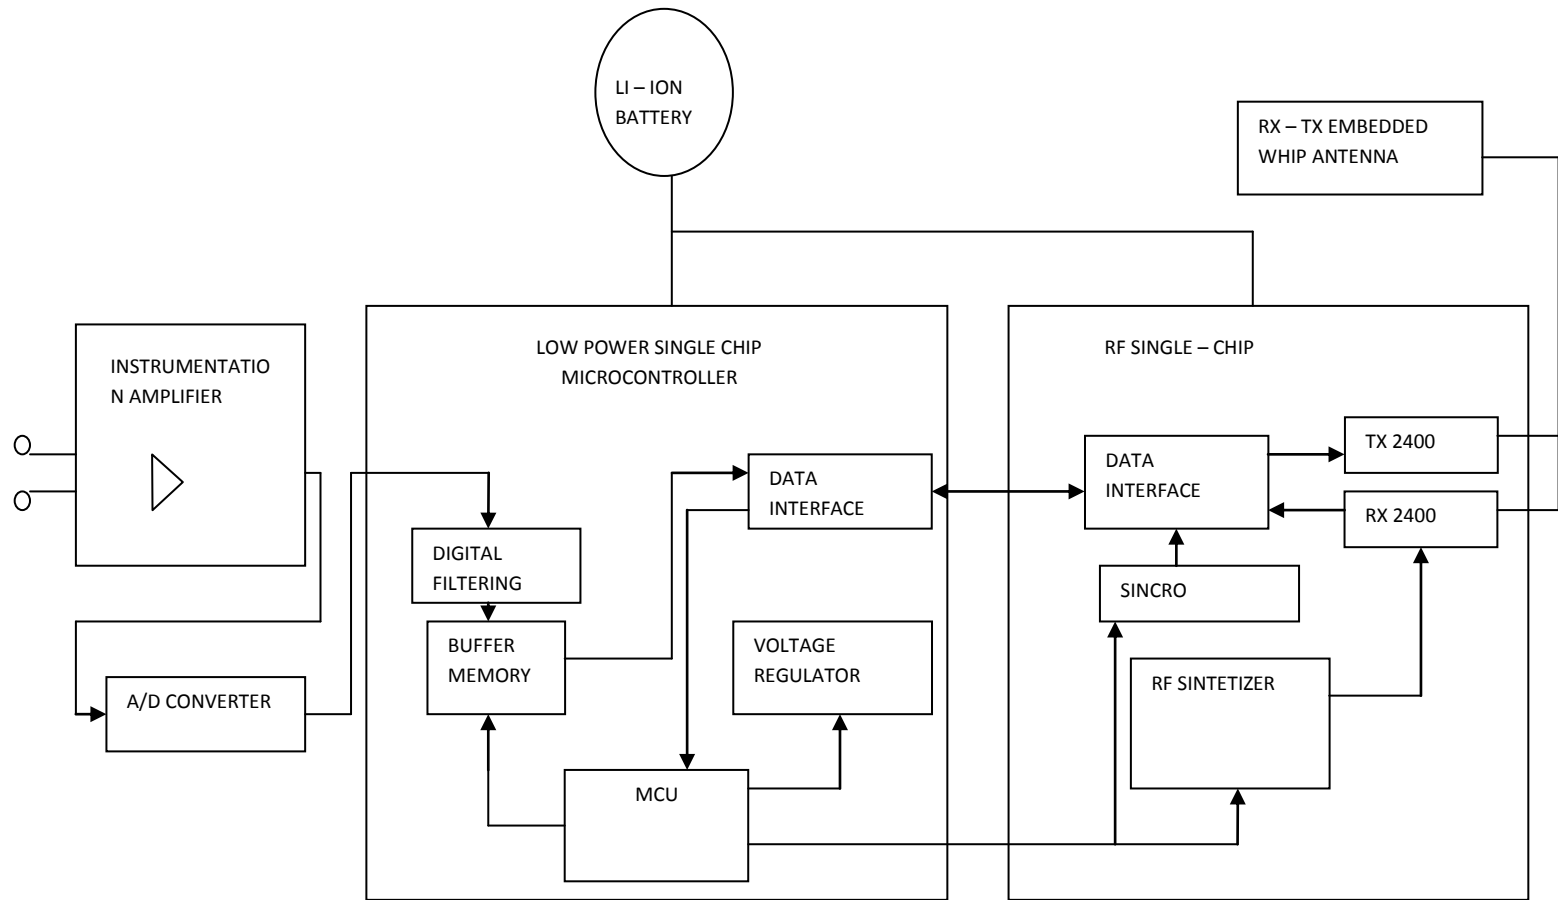 LI – ION
BATTERY
RX – TX EMBEDDED
WHIP ANTENNA
INSTRUMENTATIO
N AMPLIFIER
LOW POWER SINGLE CHIP
MICROCONTROLLER
RF SINGLE – CHIP
DATA
INTERFACE
DATA
INTERFACE
TX 2400
RX 2400
DIGITAL
FILTERING
SINCRO
BUFFER
MEMORY
VOLTAGE
REGULATOR
RF SINTETIZER
A/D CONVERTER
MCU